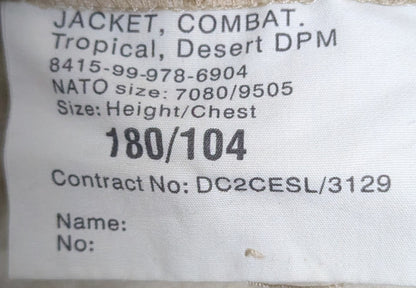 JACKET, COMBAT.
Tropical, Desert DPM
8415-99-978-6904
NATO size: 7080/9505
Size: Height/Chest
180/104
Contract No: DC2CESL/3129
Name:
No: